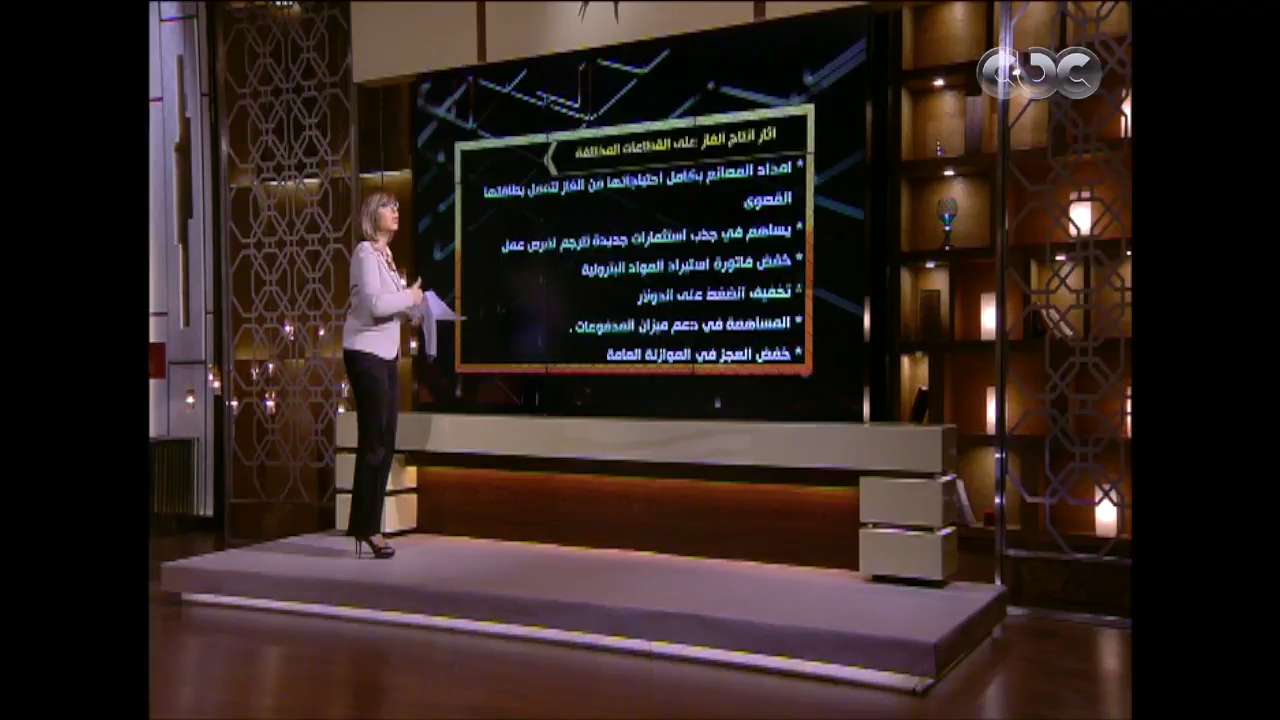 cbc
اثار انتاج الغاز على القطاعات المختلفة
* امداد المصانع بكامل احتياجاتها من الغاز لتعمل بطاقتها
القصوى
* يساهم في جذب استثمارات جديدة تترجم لفرص عمل
* خفض فاتورة استيراد المواد البترولية
* تخفيف الضغط على الدولار
* المساهمة في دعم ميزان المدفوعات .
* خفض العجز في الموازنة العامة